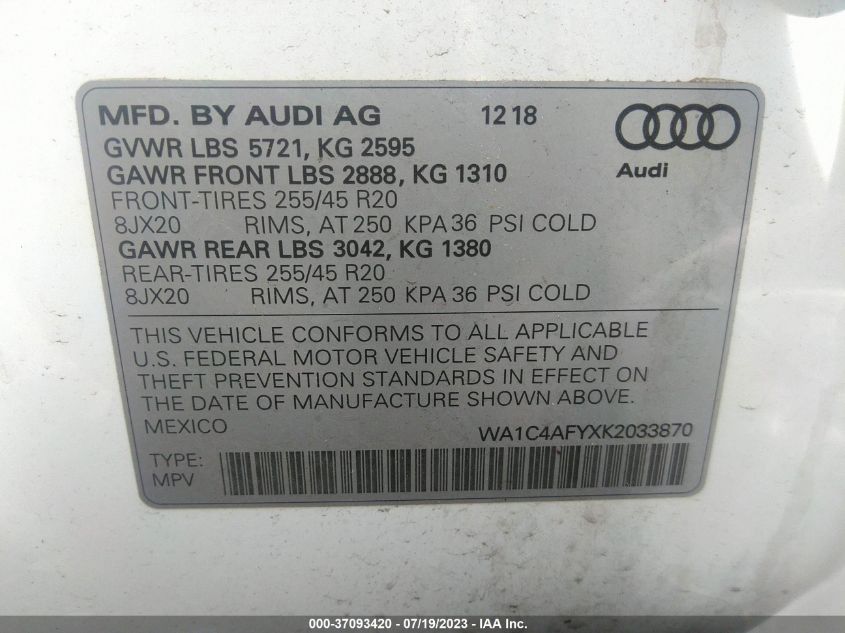 MFD. BY AUDI AG 12 18
GVWR LBS 5721, KG 2595
GAWR FRONT LBS 2888, KG 1310
Audi
FRONT-TIRES 255/45 R20
8JX20 RIMS, AT 250 KPA 36 PSI COLD
GAWR REAR LBS 3042, KG 1380
REAR-TIRES 255/45 R20
8JX20 RIMS, AT 250 KPA 36 PSI COLD
THIS VEHICLE CONFORMS TO ALL APPLICABLE
U.S. FEDERAL MOTOR VEHICLE SAFETY AND
THEFT PREVENTION STANDARDS IN EFFECT ON
THE DATE OF MANUFACTURE SHOWN ABOVE.
MEXICO WA1C4AFYXK2033870
TYPE:
MPV
000-37093420 - 07/19/2023 - WA Inc.